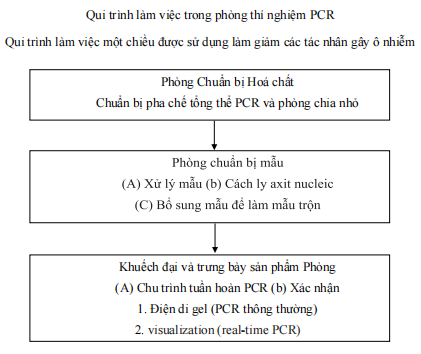 Qui trình làm việc trong phòng thí nghiệm PCR
Qui trình làm việc một chiều được sử dụng làm giảm các tác nhân gây ô nhiễm
Phòng Chuẩn bị Hoá chất
Chuẩn bị pha chế tổng thể PCR và phòng chia nhỏ
Phòng chuẩn bị mẫu
(A) Xử lý mẫu (b) Cách ly axit nucleic
(C) Bổ sung mẫu để làm mẫu trộn
Khuếch đại và trưng bày sản phẩm Phòng
(A) Chu trình tuần hoàn PCR (b) Xác nhận
1. Điện di gel (PCR thông thường)
2. visualization (real-time PCR)